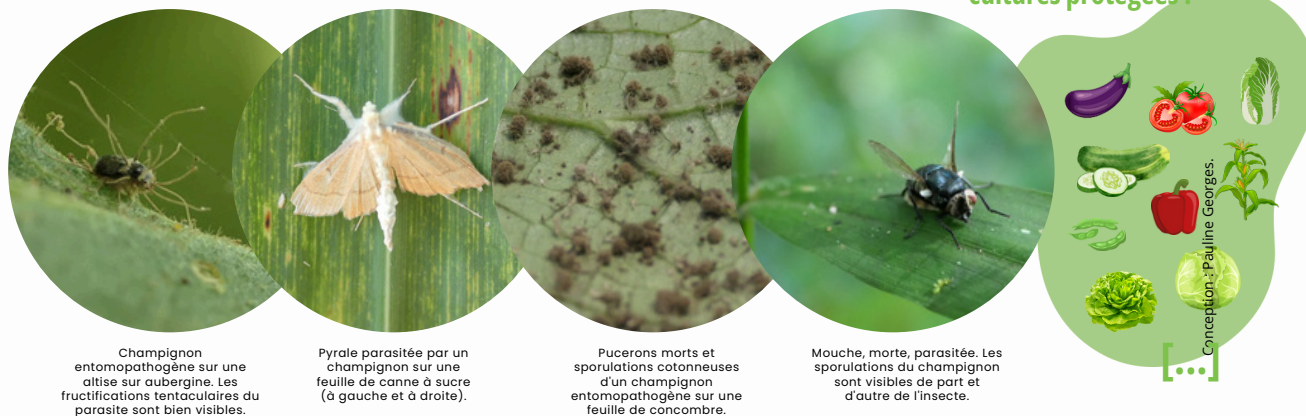 cultures protégées :
Champignon
entomopathogène sur une
altise sur aubergine. Les
fructifications tentaculaires du
parasite sont bien visibles.
Pyrale parasitée par un
champignon sur une
feuille de canne à sucre
(à gauche et à droite).
Pucerons morts et
sporulations cotonneuses
d'un champignon
entomopathogène sur une
feuille de concombre.
Mouche, morte, parasitée. Les
sporulations du champignon
sont visibles de part et
d'autre de l'insecte.
[...]
Conception : Pauline Georges.